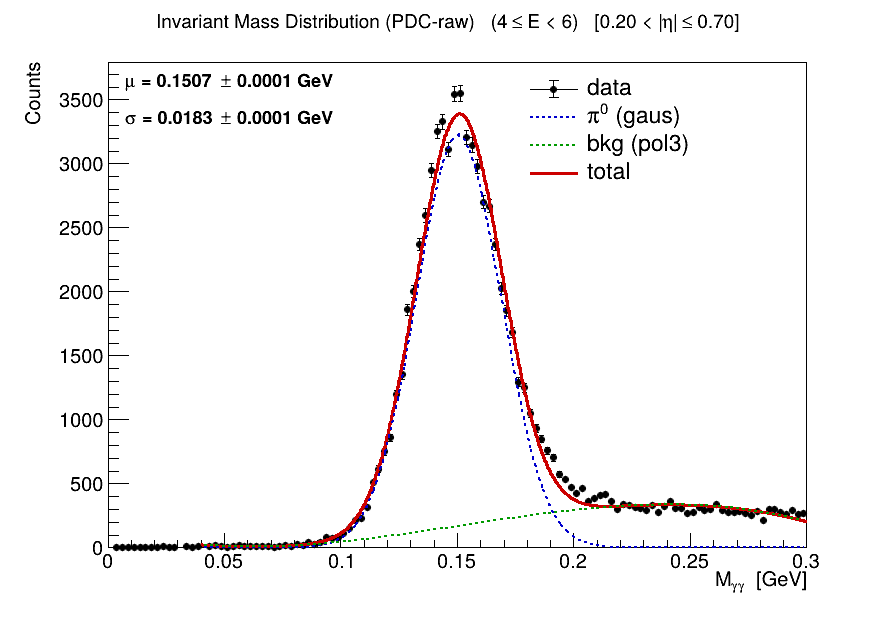 Invariant Mass Distribution (PDC-raw) (4 ≤ E < 6) [0.20 < |η| ≤ 0.70]
Counts
μ = 0.1507 ± 0.0001 GeV
σ = 0.0183 ± 0.0001 GeV
data
π⁰ (gaus)
bkg (pol3)
total
3500
3000
2500
2000
1500
1000
500
0
0 0.05 0.1 0.15 0.2 0.25 0.3
Mγγ [GeV]